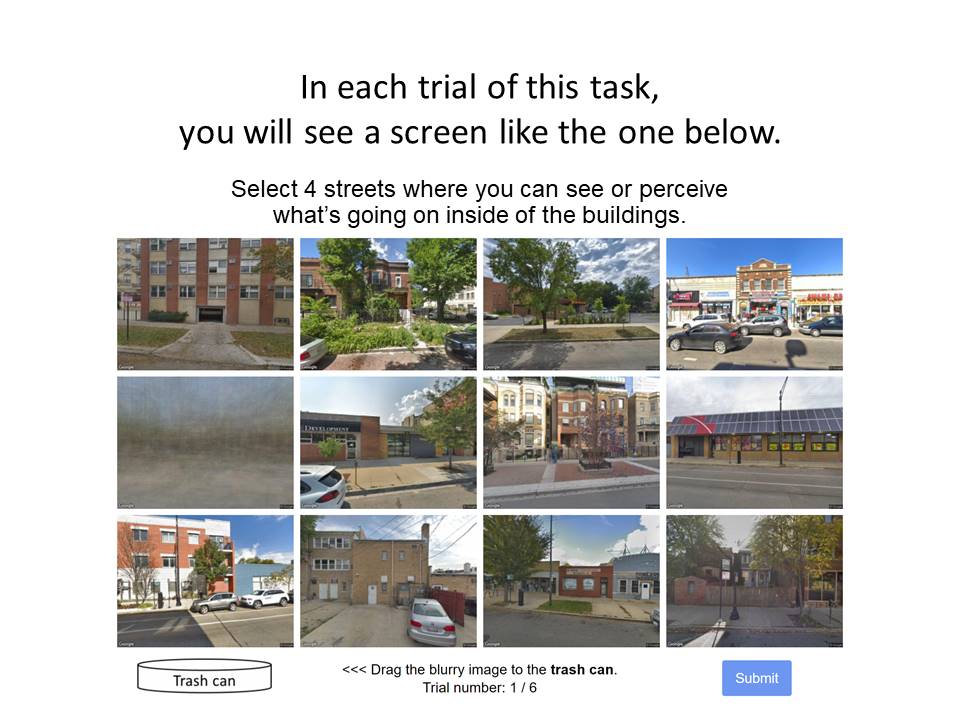 In each trial of this task,
you will see a screen like the one below.
Select 4 streets where you can see or perceive
what's going on inside of the buildings.
DEVELOPMENT
<<< Drag the blurry image to the trash can.
Trash can
Trial number: 1 / 6
Submit